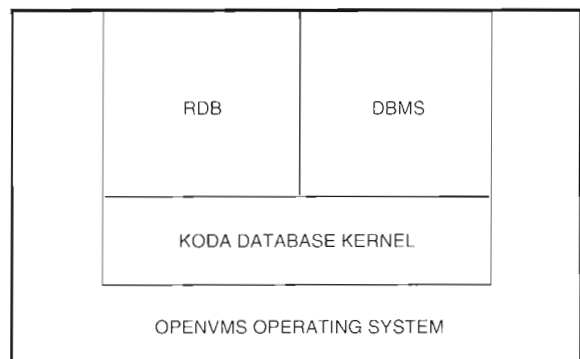 RDB
DBMS
KODA DATABASE KERNEL
OPENVMS OPERATING SYSTEM